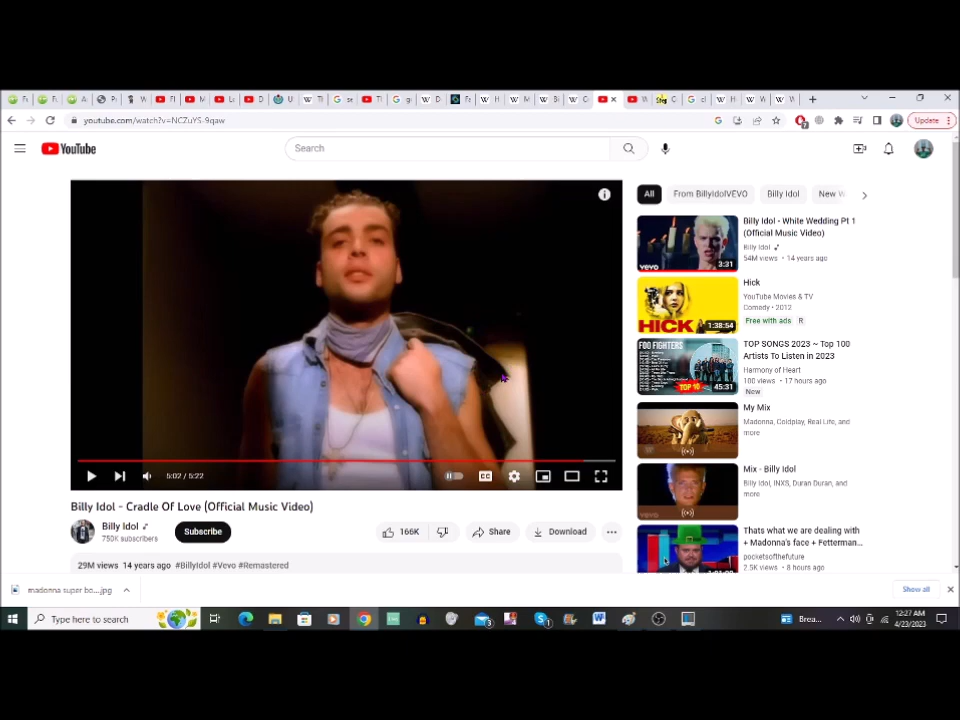 youtube.com/watch?v=NCZuYS-9qaw
Update
YouTube
Search
All
From BillyIdolVEVO
Billy Idol
New W
Billy Idol - White Wedding Pt 1
(Official Music Video)
Billy Idol
54M views • 14 years ago
vevo
3:31
Hick
YouTube Movies & TV
Comedy • 2012
Free with ads R
HICK
1:38:54
TOP SONGS 2023 ~ Top 100
Artists To Listen in 2023
Harmony of Heart
100 views • 17 hours ago
New
FOO FIGHTERS
TOP 10
45:31
My Mix
Madonna, Coldplay, Real Life, and
more
Mix - Billy Idol
Billy Idol, INXS, Duran Duran, and
more
Thats what we are dealing with
+ Madonna's face + Fetterman...
pocketsofthefuture
2.5K views • 8 hours ago
5:02 / 5:22
CC
Billy Idol - Cradle Of Love (Official Music Video)
Billy Idol
750K subscribers
Subscribe
166K
Share
Download
29M views 14 years ago #BillyIdol #Vevo #Remastered
madonna super bo....jpg
Show all
Type here to search
Brea...
12:27 AM
4/23/2023